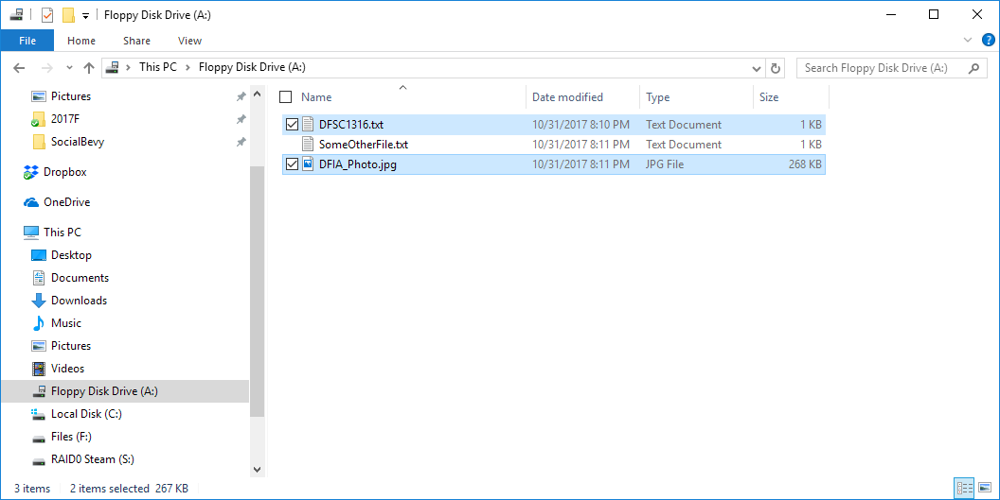 Floppy Disk Drive (A:)
File Home Share View
This PC Floppy Disk Drive (A:) Search Floppy Disk Drive (A:)
Pictures
2017F
SocialBevy
Dropbox
OneDrive
This PC
Desktop
Documents
Downloads
Music
Pictures
Videos
Floppy Disk Drive (A:)
Local Disk (C:)
Files (F:)
RAID0 Steam (S:)
Name Date modified Type Size
DFSC1316.txt 10/31/2017 8:10 PM Text Document 1 KB
SomeOtherFile.txt 10/31/2017 8:11 PM Text Document 1 KB
DFIA_Photo.jpg 10/31/2017 8:11 PM JPG File 268 KB
3 items 2 items selected 267 KB